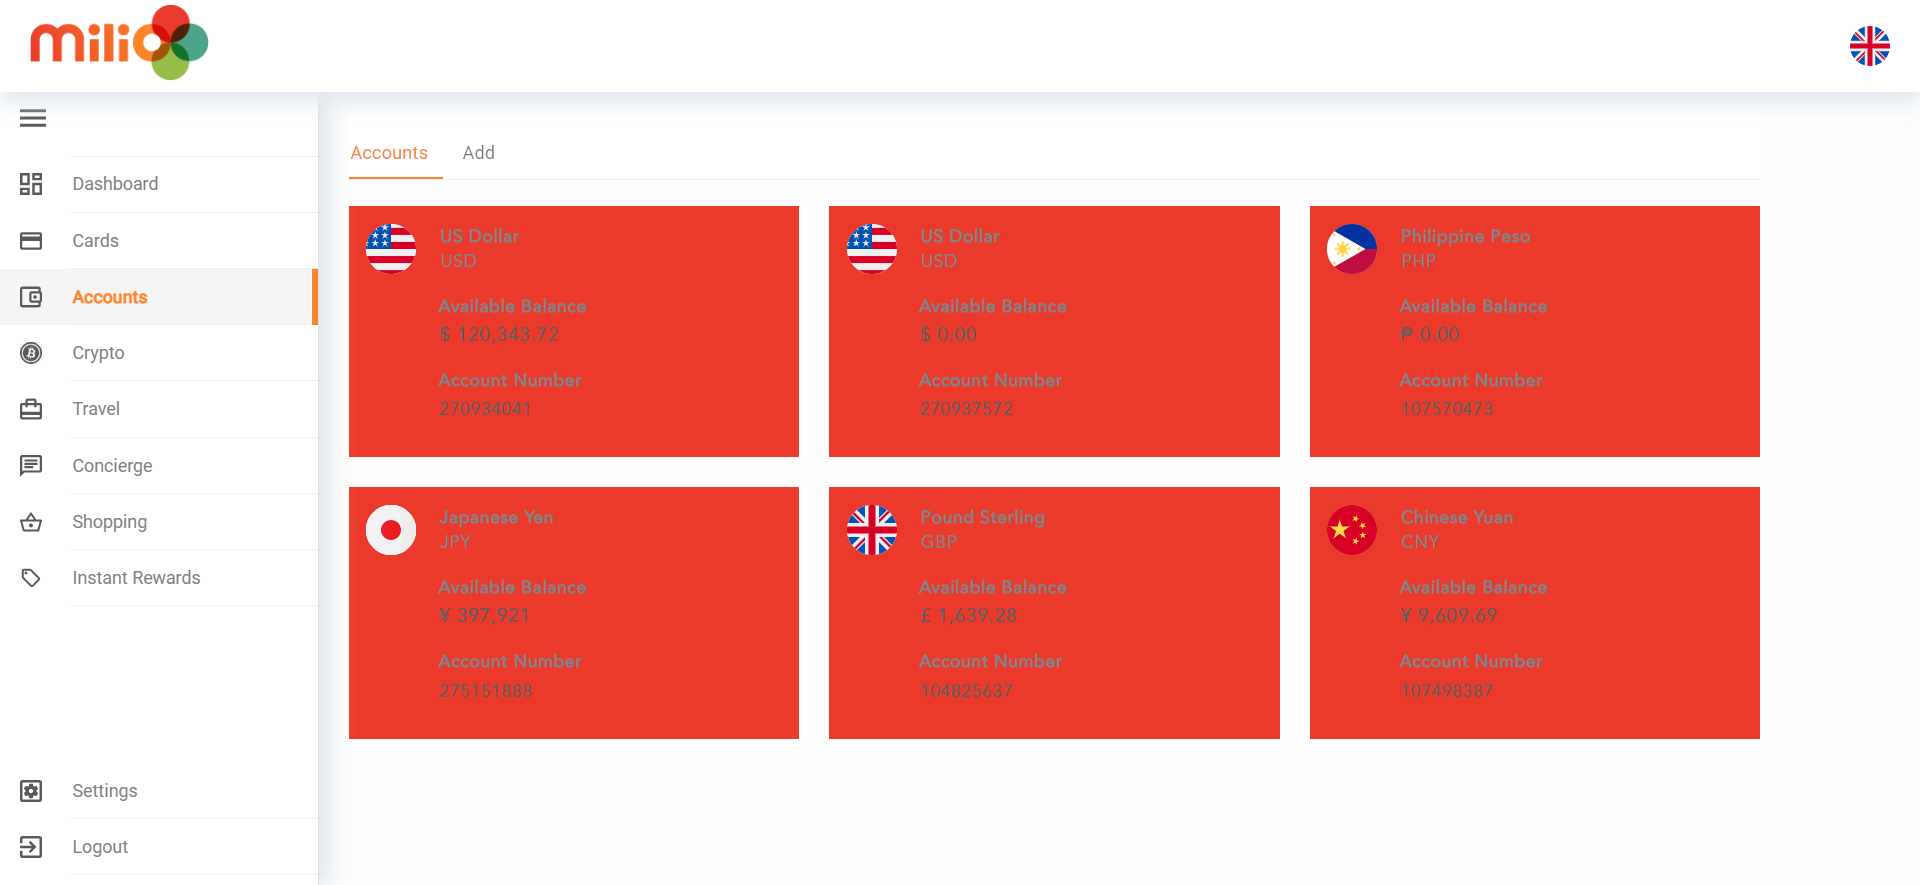 milio
Accounts Add
Dashboard
Cards
Accounts
Crypto
Travel
Concierge
Shopping
Instant Rewards
Settings
Logout
US Dollar
USD
Available Balance
$ 120,343.72
Account Number
270934041
US Dollar
USD
Available Balance
$ 0.00
Account Number
270937572
Philippine Peso
PHP
Available Balance
₱ 0.00
Account Number
107570473
Japanese Yen
JPY
Available Balance
¥ 397,921
Account Number
275151888
Pound Sterling
GBP
Available Balance
£ 1,639.28
Account Number
104825637
Chinese Yuan
CNY
Available Balance
¥ 9,609.69
Account Number
107498387